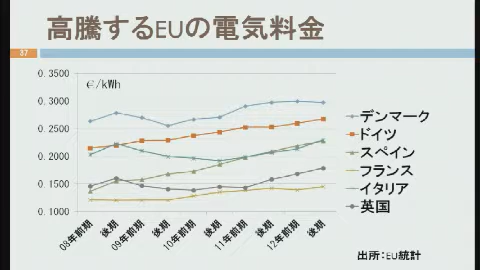 高騰するEUの電気料金
37
€/kWh
0.3500
0.3000
0.2500
0.2000
0.1500
0.1000
08年前期
後期
09年前期
後期
10年前期
後期
11年前期
後期
12年前期
後期
デンマーク
ドイツ
スペイン
フランス
イタリア
英国
出所：EU統計